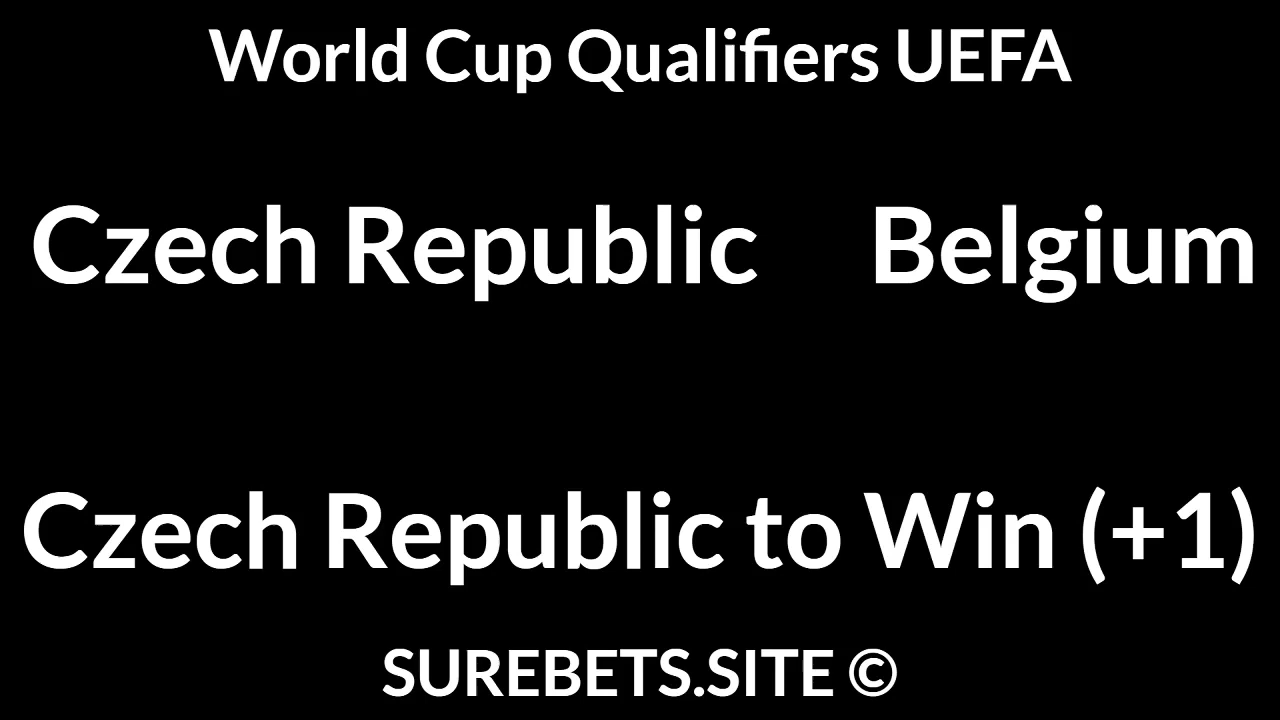 World Cup Qualifiers UEFA
Czech Republic Belgium
Czech Republic to Win (+1)
SUREBETS.SITE ©